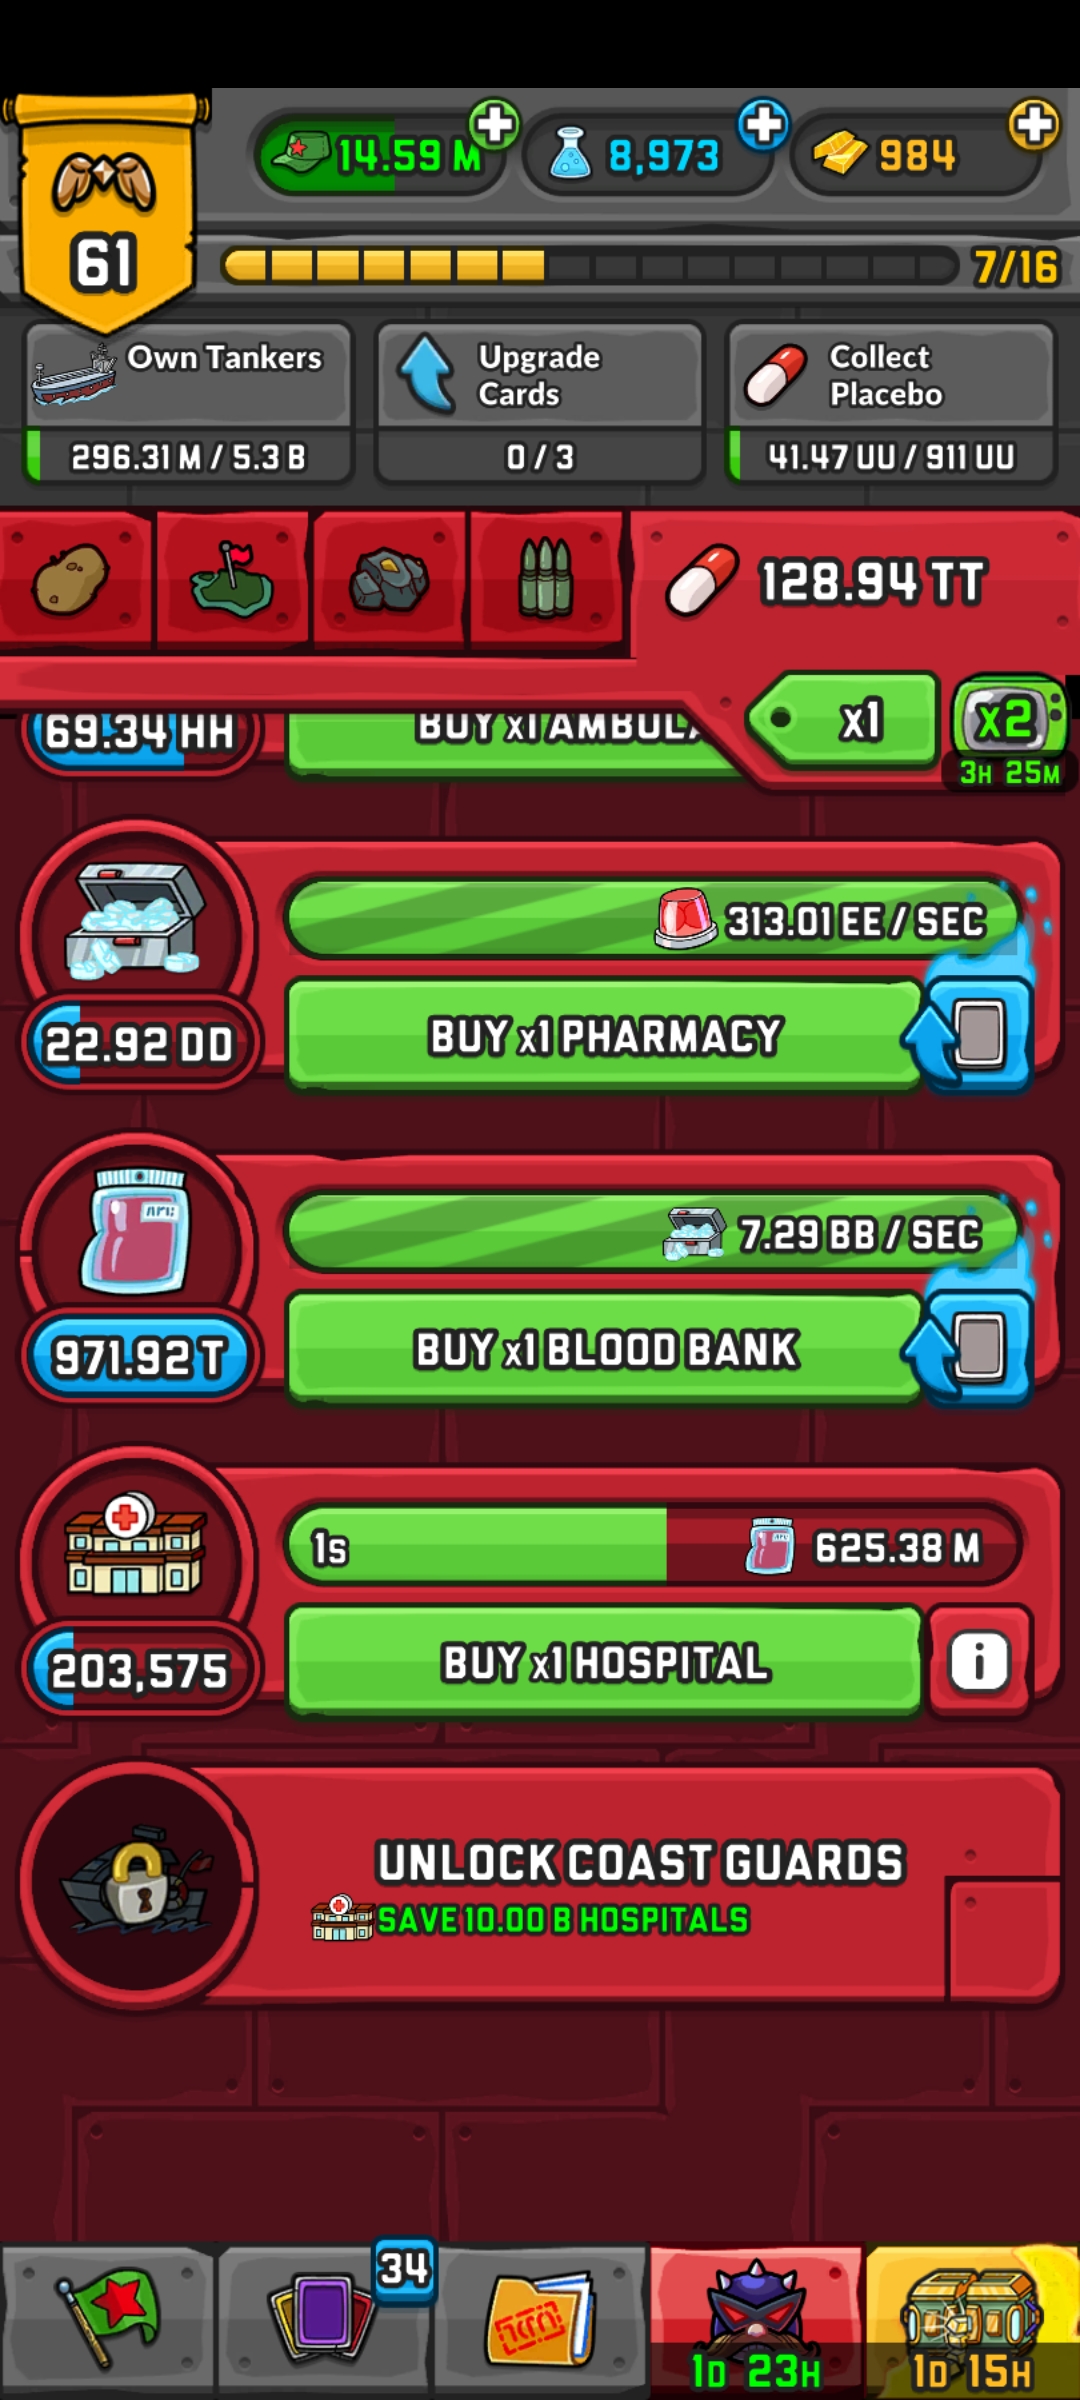 14.59 M
8,973
984
61
7/16
Own Tankers
296.31 M / 5.3 B
Upgrade
Cards
0 / 3
Collect
Placebo
41.47 UU / 911 UU
128.94 TT
x1
x2
3H 25M
69.34 HH
BUY x1 AMBUL
313.01 EE / SEC
22.92 DD
BUY x1 PHARMACY
7.29 BB / SEC
971.92 T
BUY x1 BLOOD BANK
1s
625.38 M
203,575
BUY x1 HOSPITAL
i
UNLOCK COAST GUARDS
SAVE 10.00 B HOSPITALS
34
1D 23H
1D 15H